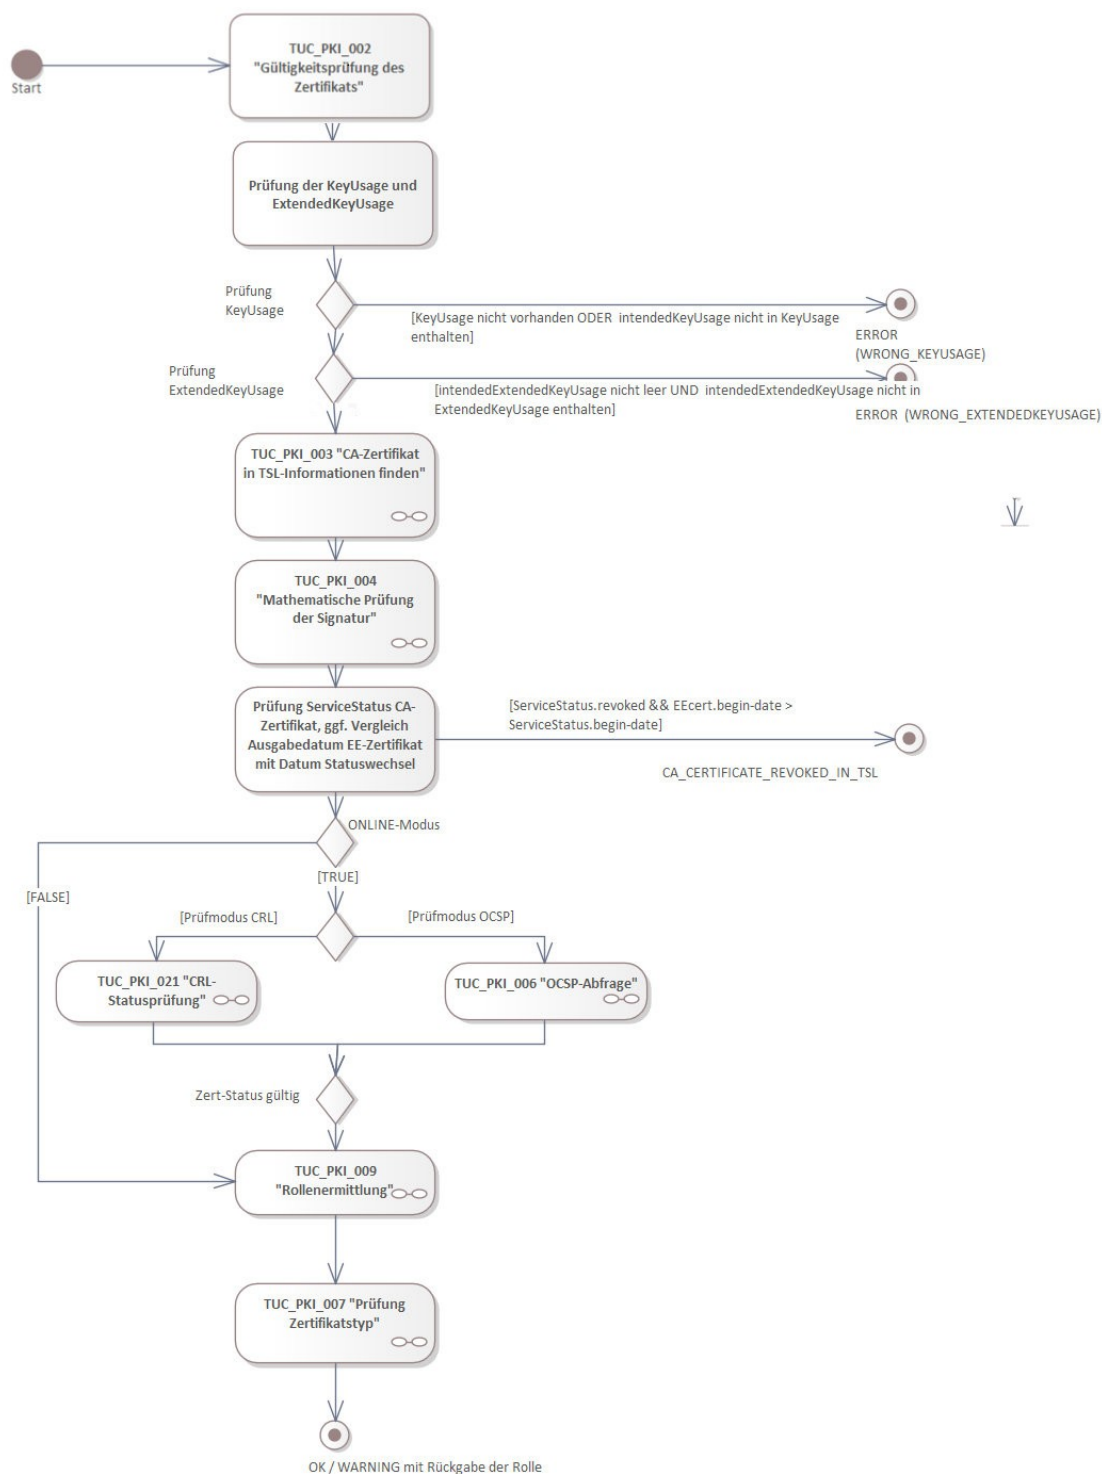 TUC_PKI_002
"Gültigkeitsprüfung des
Zertifikats"
Start
Prüfung der KeyUsage und
ExtendedKeyUsage
Prüfung
KeyUsage
[KeyUsage nicht vorhanden ODER intendedKeyUsage nicht in KeyUsage
enthalten]
ERROR
(WRONG_KEYUSAGE)
Prüfung
ExtendedKeyUsage
[intendedExtendedKeyUsage nicht leer UND intendedExtendedKeyUsage nicht in
ExtendedKeyUsage enthalten]
ERROR (WRONG_EXTENDEDKEYUSAGE)
TUC_PKI_003 "CA-Zertifikat
in TSL-Informationen finden"
TUC_PKI_004
"Mathematische Prüfung
der Signatur"
Prüfung ServiceStatus CA-
Zertifikat, ggf. Vergleich
Ausgabedatum EE-Zertifikat
mit Datum Statuswechsel
[ServiceStatus.revoked && EEcert.begin-date >
ServiceStatus.begin-date]
CA_CERTIFICATE_REVOKED_IN_TSL
ONLINE-Modus
[TRUE]
[FALSE]
[Prüfmodus CRL]
[Prüfmodus OCSP]
TUC_PKI_021 "CRL-
Statusprüfung"
TUC_PKI_006 "OCSP-Abfrage"
Zert-Status gültig
TUC_PKI_009
"Rollenermittlung"
TUC_PKI_007 "Prüfung
Zertifikatstyp"
OK / WARNING mit Rückgabe der Rolle